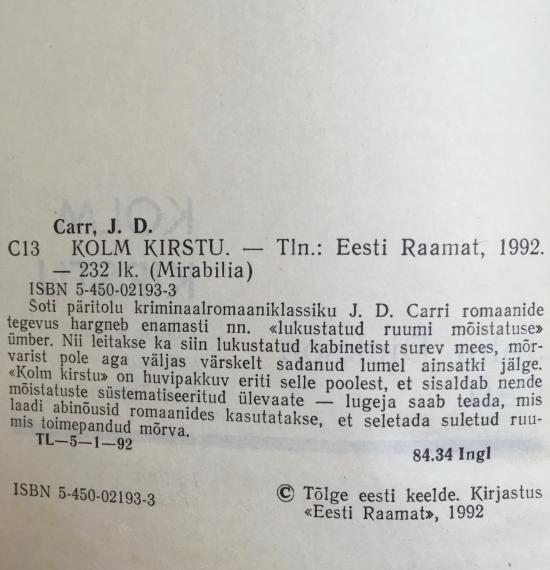 Carr, J. D.
C13 KOLM KIRSTU. — Tln.: Eesti Raamat, 1992.
— 232 lk. (Mirabilia)
ISBN 5-450-02193-3
Soti päritolu kriminaalromaaniklassiku J. D. Carri romaanide
tegevus hargneb enamasti nn. «lukustatud ruumi mõistatuse»
ümber. Nii leitakse ka siin lukustatud kabinetist surev mees, mõr-
varist pole aga väljas värskelt sadanud lumel ainsatki jälge.
«Kolm kirstu» on huvipakkuv eriti selle poolest, et sisaldab nende
mõistatuste süstematiseeritud ülevaate — lugeja saab teada, mis
laadi abinõusid romaanides kasutatakse, et seletada suletud ruu-
mis toimepandud mõrva.
TL—5—1—92
84.34 Ingl
ISBN 5-450-02193-3
© Tõlge eesti keelde. Kirjastus
«Eesti Raamat», 1992